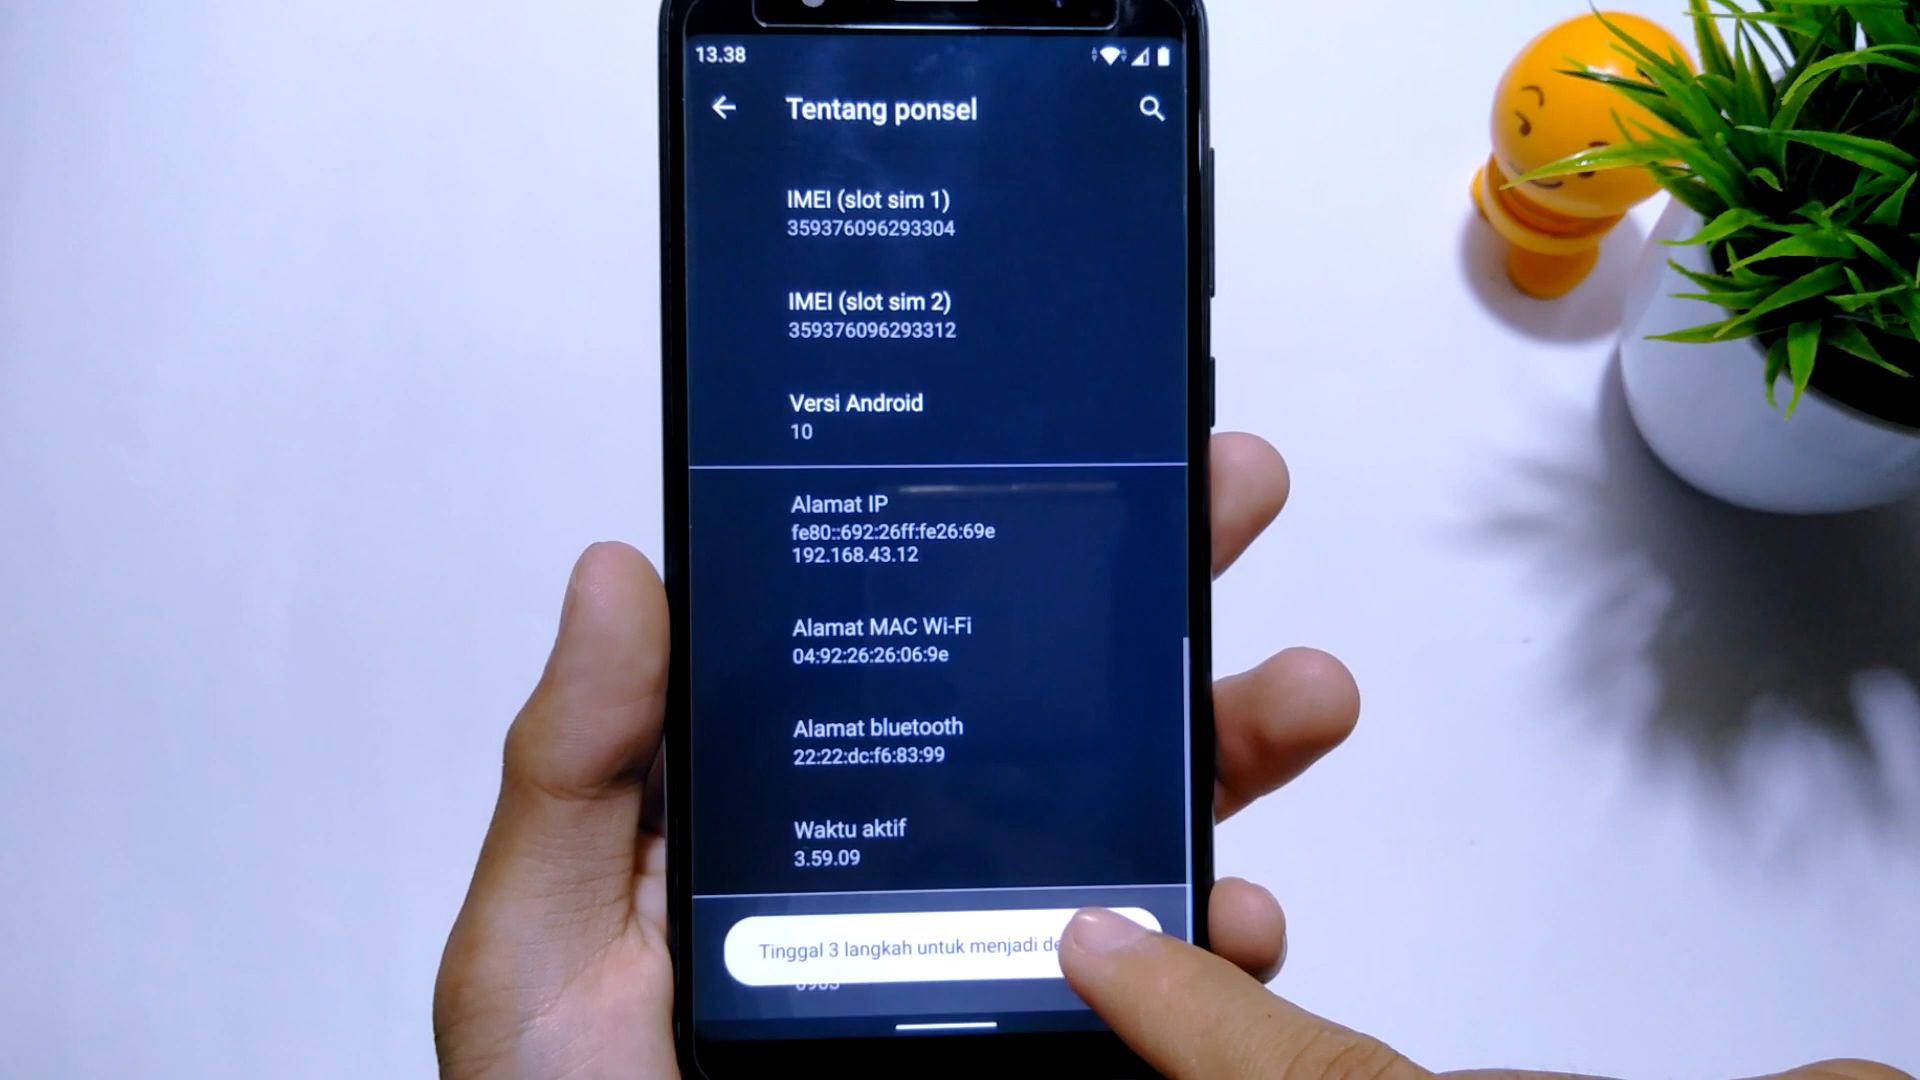 13.38
Tentang ponsel
IMEI (slot sim 1)
359376096293304
IMEI (slot sim 2)
359376096293312
Versi Android
10
Alamat IP
fe80::692:26ff:fe26:69e
192.168.43.12
Alamat MAC Wi-Fi
04:92:26:26:06:9e
Alamat bluetooth
22:22:dc:f6:83:99
Waktu aktif
3.59.09
Tinggal 3 langkah untuk menjadi de